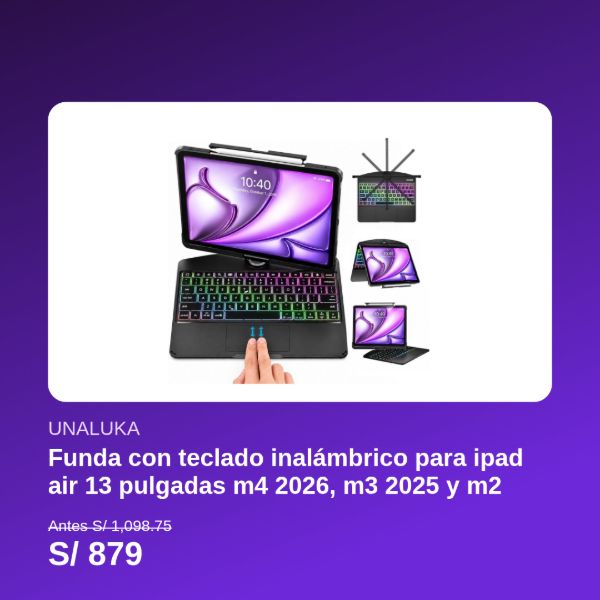 10:40
UNALUKA
Funda con teclado inalámbrico para ipad
air 13 pulgadas m4 2026, m3 2025 y m2
Antes S/ 1,098.75
S/ 879